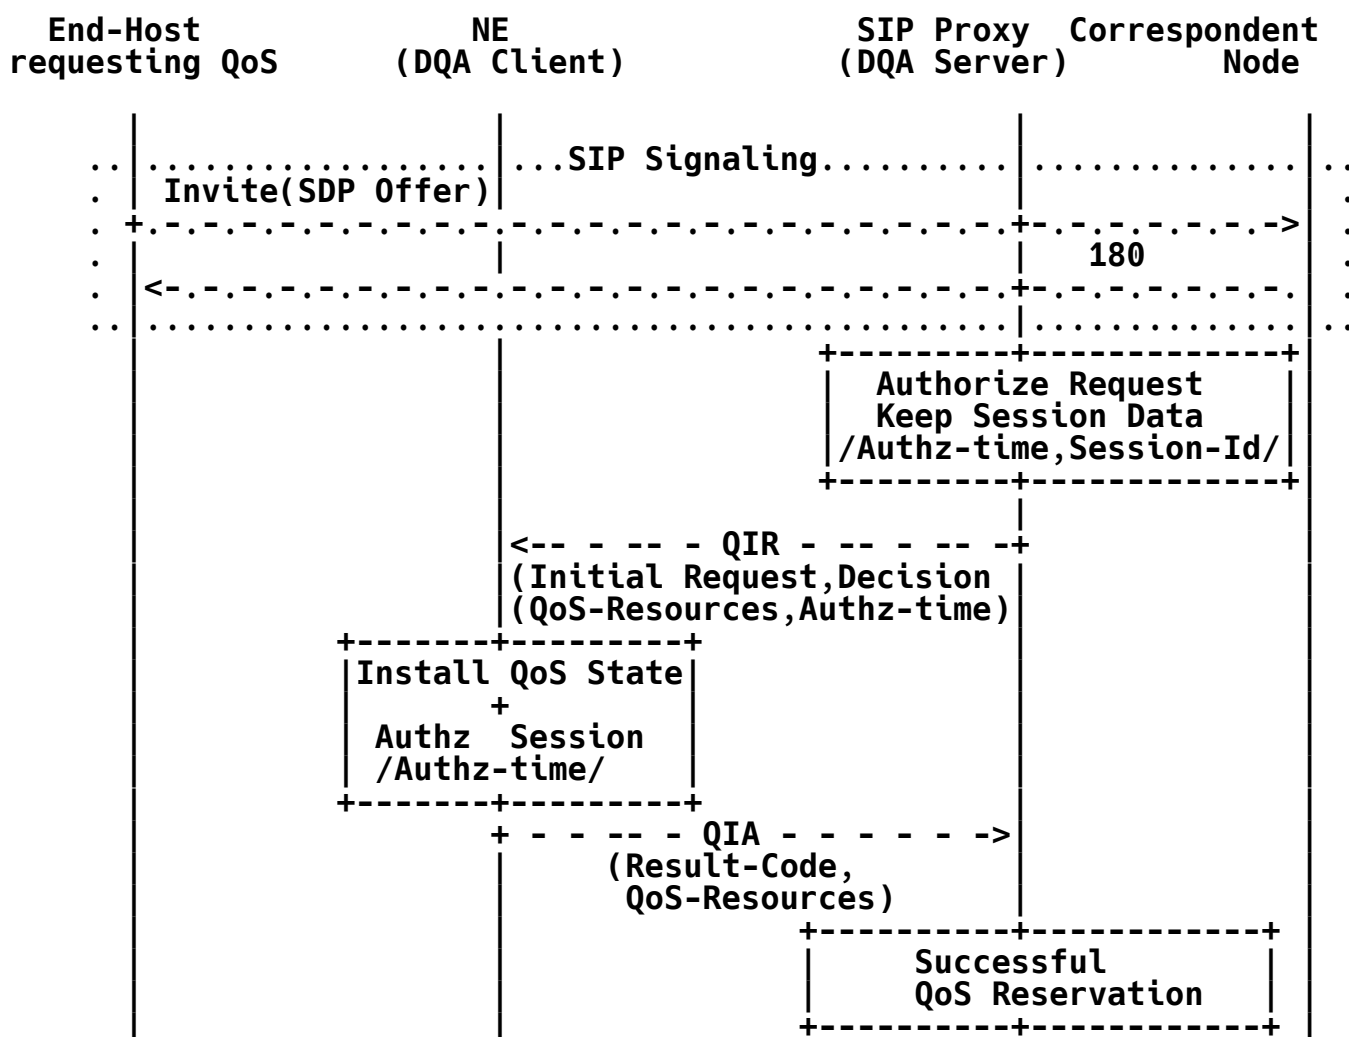 End-Host NE SIP Proxy Correspondent
requesting QoS (DQA Client) (DQA Server) Node
SIP Signaling
Invite(SDP Offer)
180
Authorize Request
Keep Session Data
/Authz-time,Session-Id/
QIR
(Initial Request,Decision
(QoS-Resources,Authz-time)
Install QoS State
+
Authz Session
/Authz-time/
QIA
(Result-Code,
QoS-Resources)
Successful
QoS Reservation